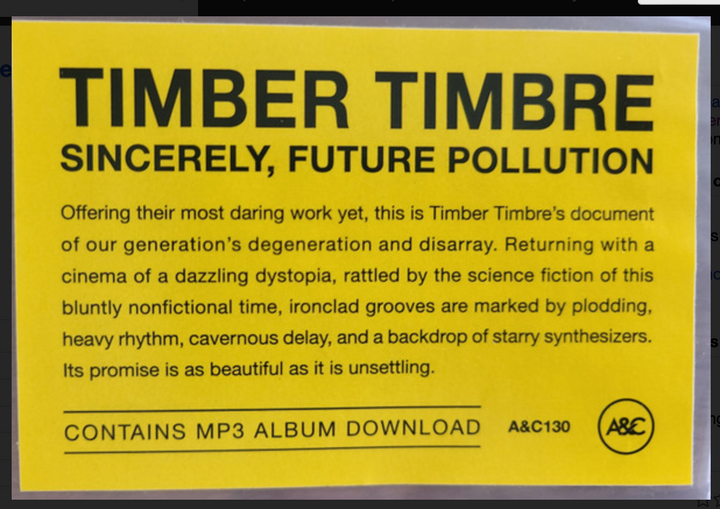 TIMBER TIMBRE
SINCERELY, FUTURE POLLUTION
Offering their most daring work yet, this is Timber Timbre's document
of our generation's degeneration and disarray. Returning with a
cinema of a dazzling dystopia, rattled by the science fiction of this
bluntly nonfictional time, ironclad grooves are marked by plodding,
heavy rhythm, cavernous delay, and a backdrop of starry synthesizers.
Its promise is as beautiful as it is unsettling.
CONTAINS MP3 ALBUM DOWNLOAD A&C130 A&C